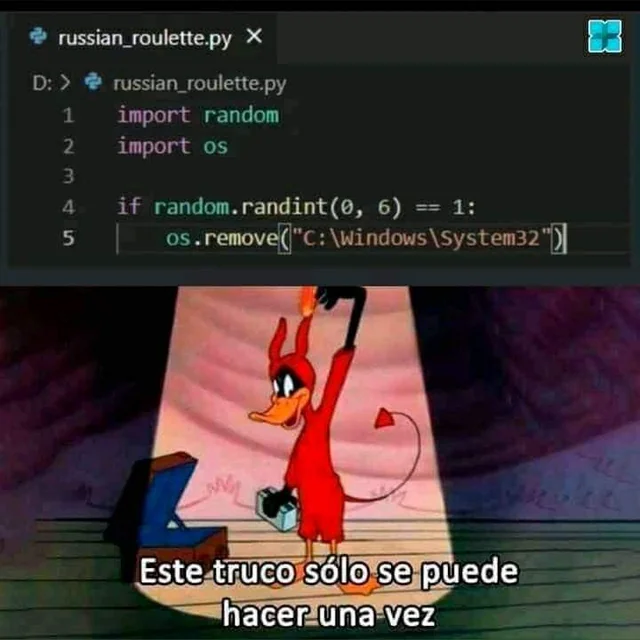 russian_roulette.py ×
D: > russian_roulette.py
1 import random
2 import os
3
4 if random.randint(0, 6) == 1:
5 os.remove("C:\Windows\System32")
Este truco sólo se puede
hacer una vez